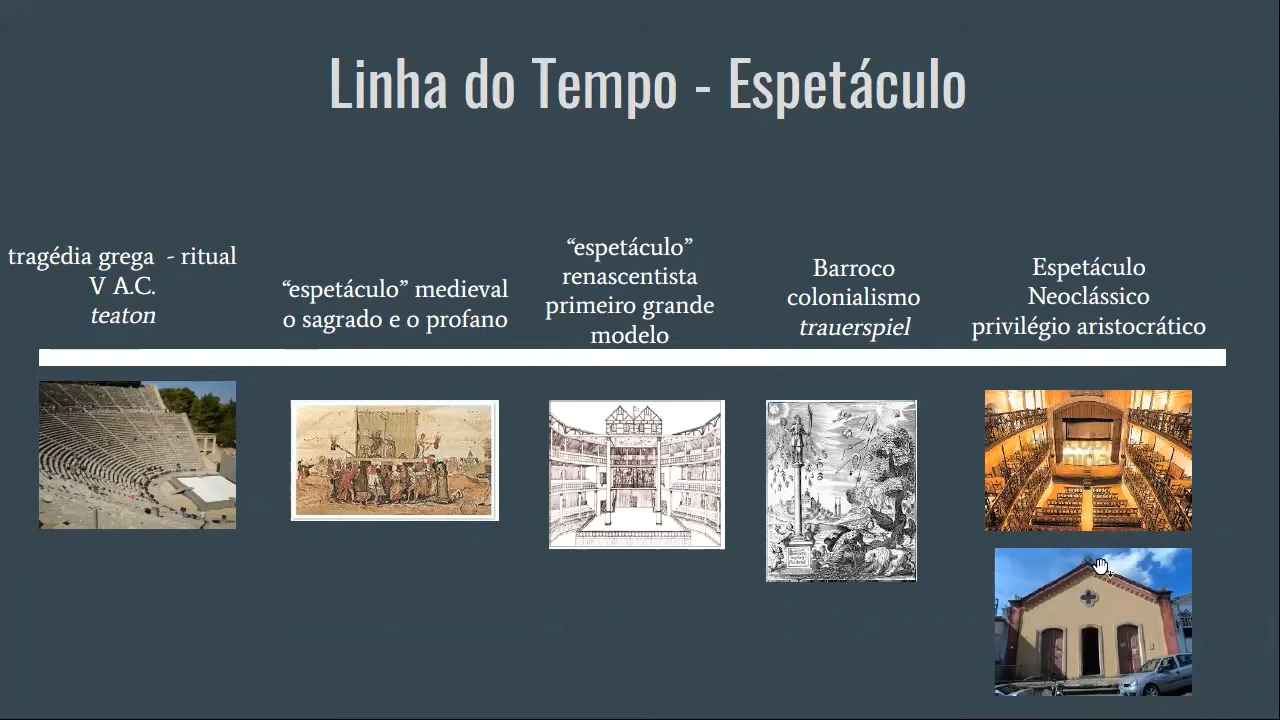 Linha do Tempo - Espetáculo
tragédia grega - ritual
V A.C.
teaton
“espetáculo” medieval
o sagrado e o profano
“espetáculo”
renascentista
primeiro grande
modelo
Barroco
colonialismo
trauerspiel
Espetáculo
Neoclássico
privilégio aristocrático